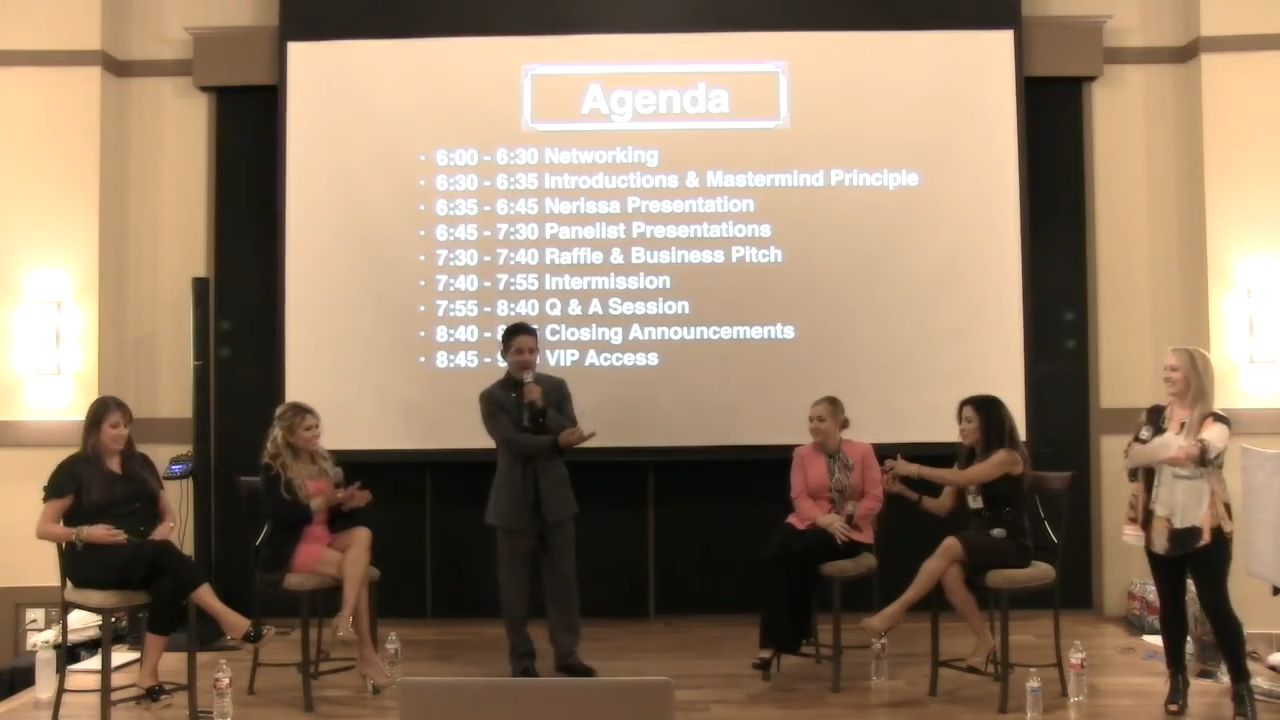 Agenda
• 6:00 - 6:30 Networking
• 6:30 - 6:35 Introductions & Mastermind Principle
• 6:35 - 6:45 Nerissa Presentation
• 6:45 - 7:30 Panelist Presentations
• 7:30 - 7:40 Raffle & Business Pitch
• 7:40 - 7:55 Intermission
• 7:55 - 8:40 Q & A Session
• 8:40 - Closing Announcements
• 8:45 - VIP Access